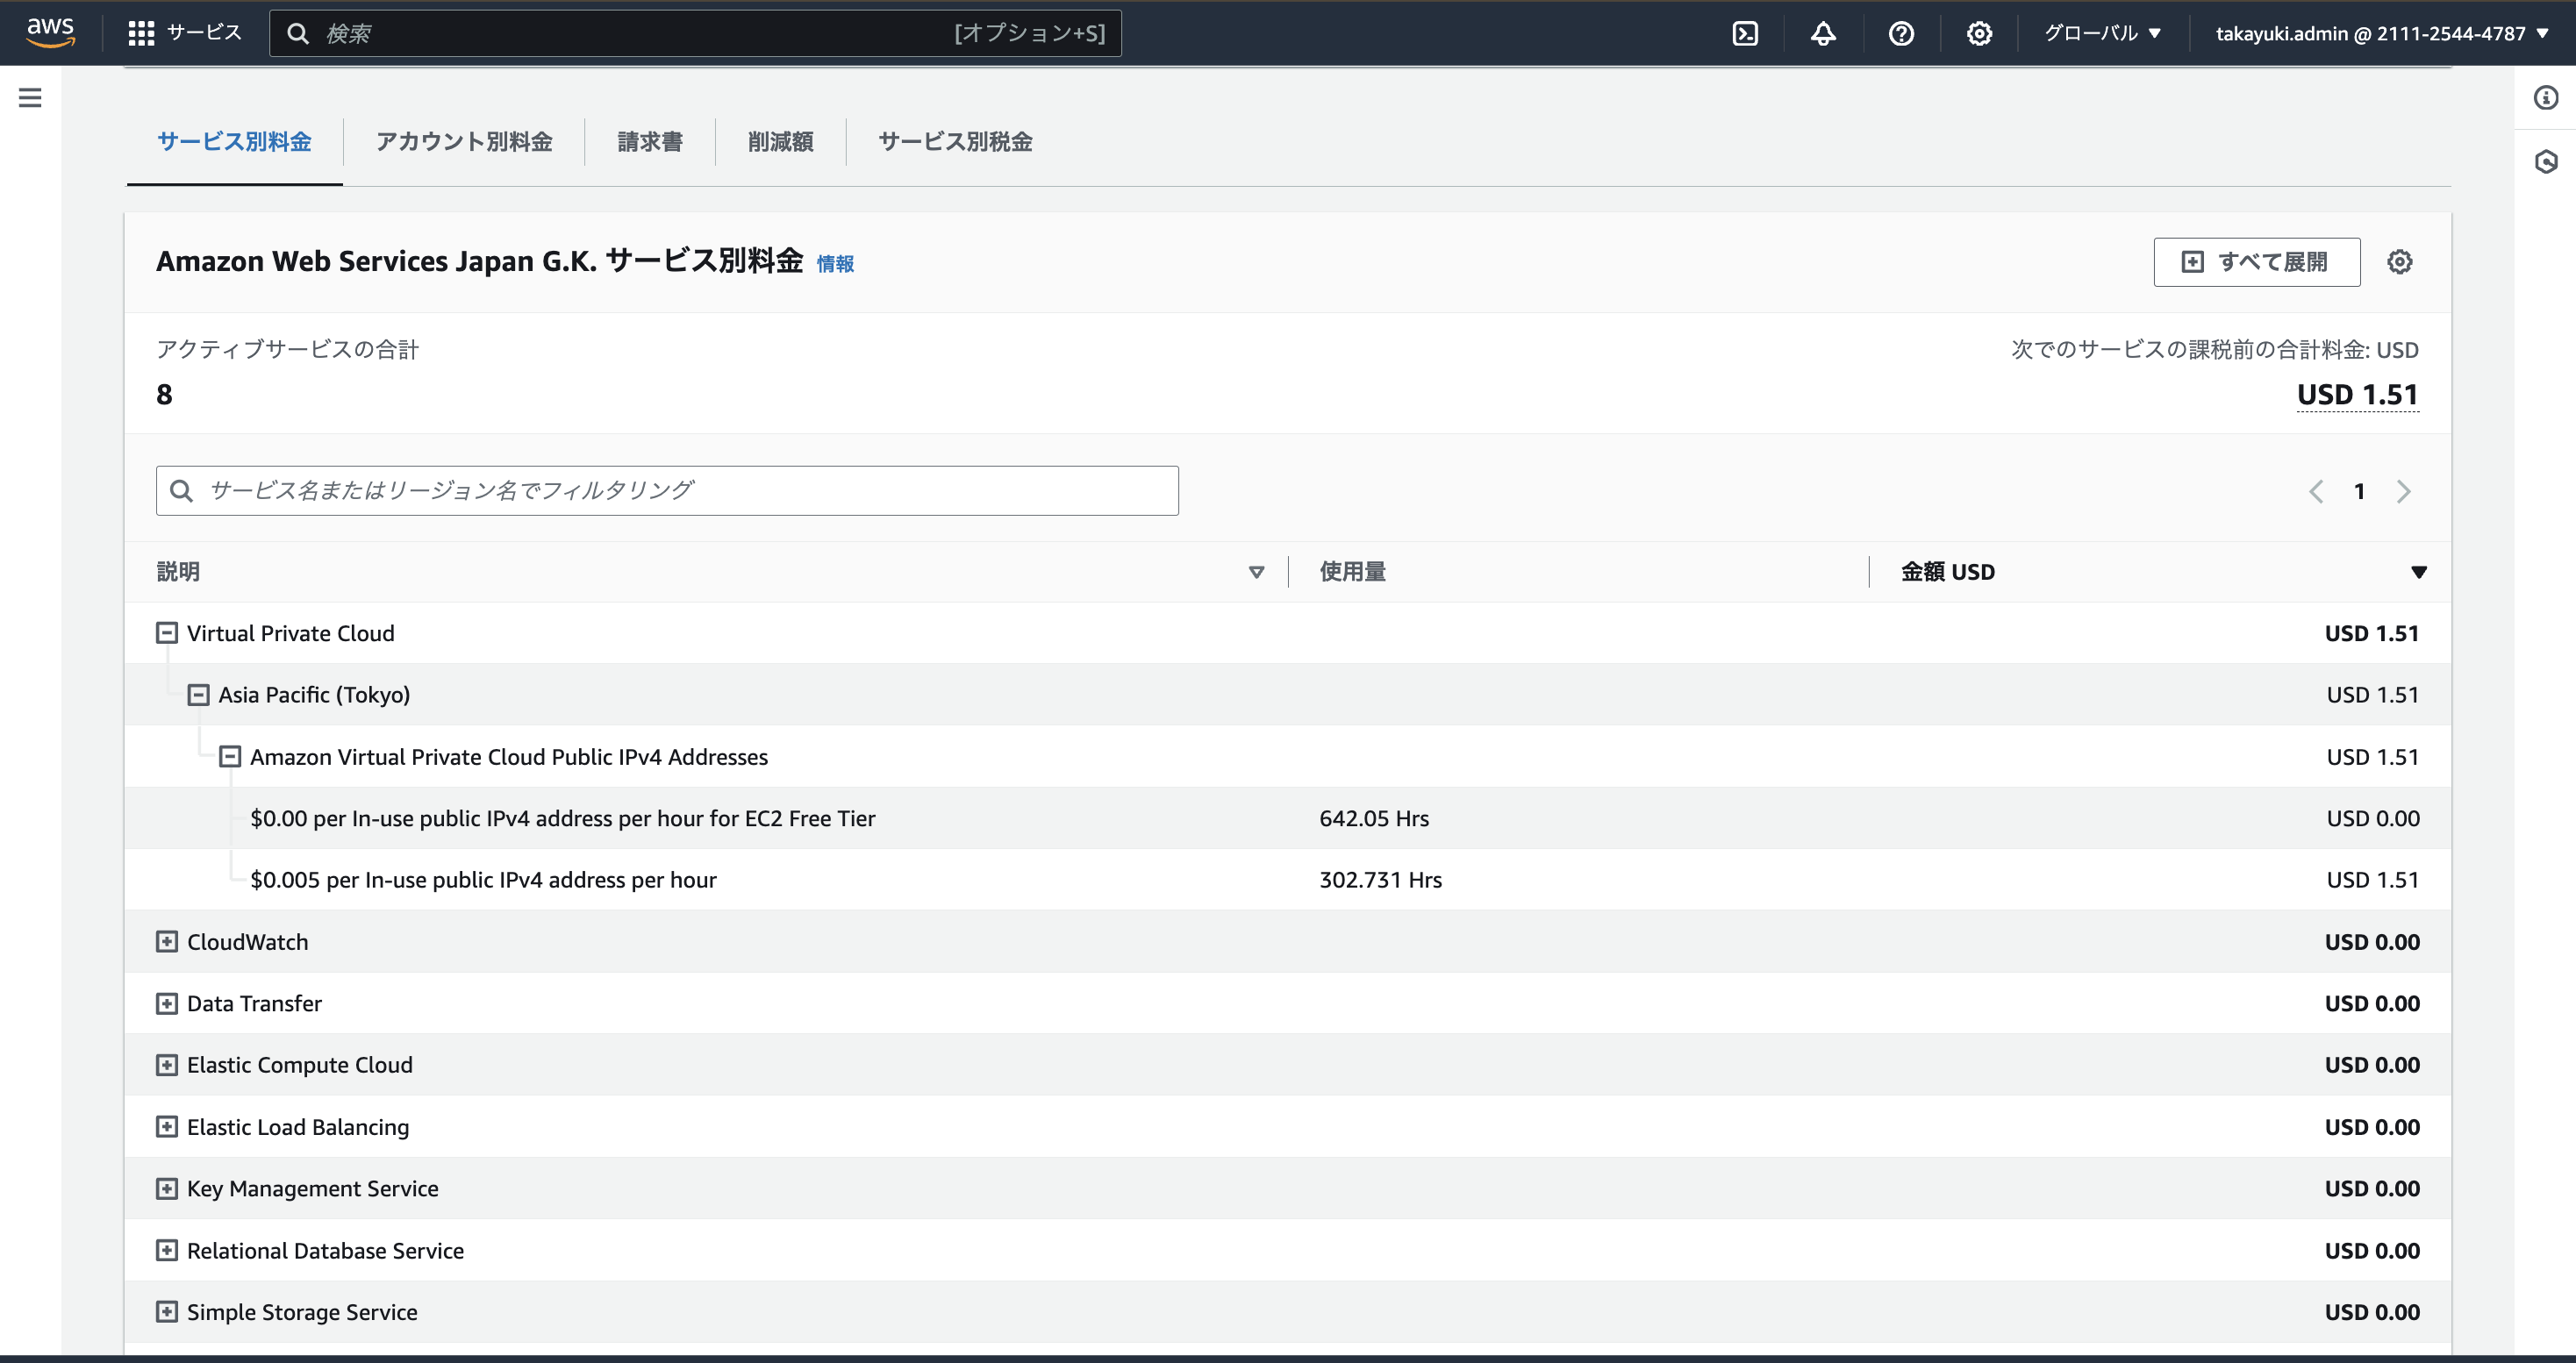 aws サービス 検索 [オプション+S] グローバル ▼ takayuki.admin @ 2111-2544-4787 ▼
サービス別料金 アカウント別料金 請求書 削減額 サービス別税金
Amazon Web Services Japan G.K. サービス別料金 情報 すべて展開
アクティブサービスの合計 次でのサービスの課税前の合計料金: USD
8 USD 1.51
サービス名またはリージョン名でフィルタリング 1
説明 使用量 金額 USD
Virtual Private Cloud USD 1.51
Asia Pacific (Tokyo) USD 1.51
Amazon Virtual Private Cloud Public IPv4 Addresses USD 1.51
$0.00 per In-use public IPv4 address per hour for EC2 Free Tier 642.05 Hrs USD 0.00
$0.005 per In-use public IPv4 address per hour 302.731 Hrs USD 1.51
CloudWatch USD 0.00
Data Transfer USD 0.00
Elastic Compute Cloud USD 0.00
Elastic Load Balancing USD 0.00
Key Management Service USD 0.00
Relational Database Service USD 0.00
Simple Storage Service USD 0.00